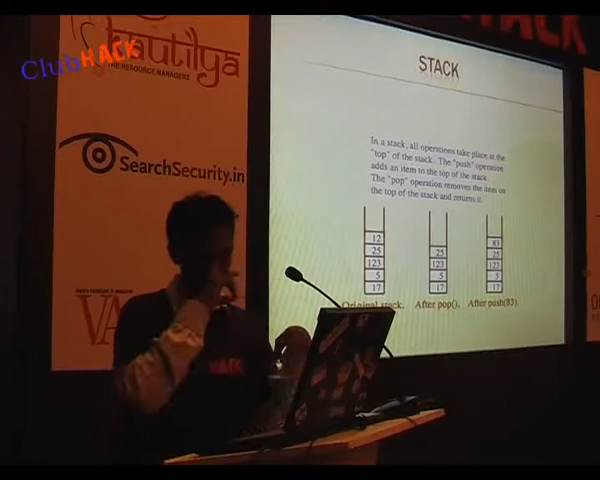 ClubHACK
Kautilya
THE RESOURCE MANAGERS
SearchSecurity.in
VA
HACK
STACK
In a stack, all operations take place at the
"top" of the stack. The "push" operation
adds an item to the top of the stack.
The "pop" operation removes the item on
the top of the stack and returns it.
12
25
123
5
17
25
123
5
17
83
25
123
5
17
Original stack.
After pop().
After push(83).